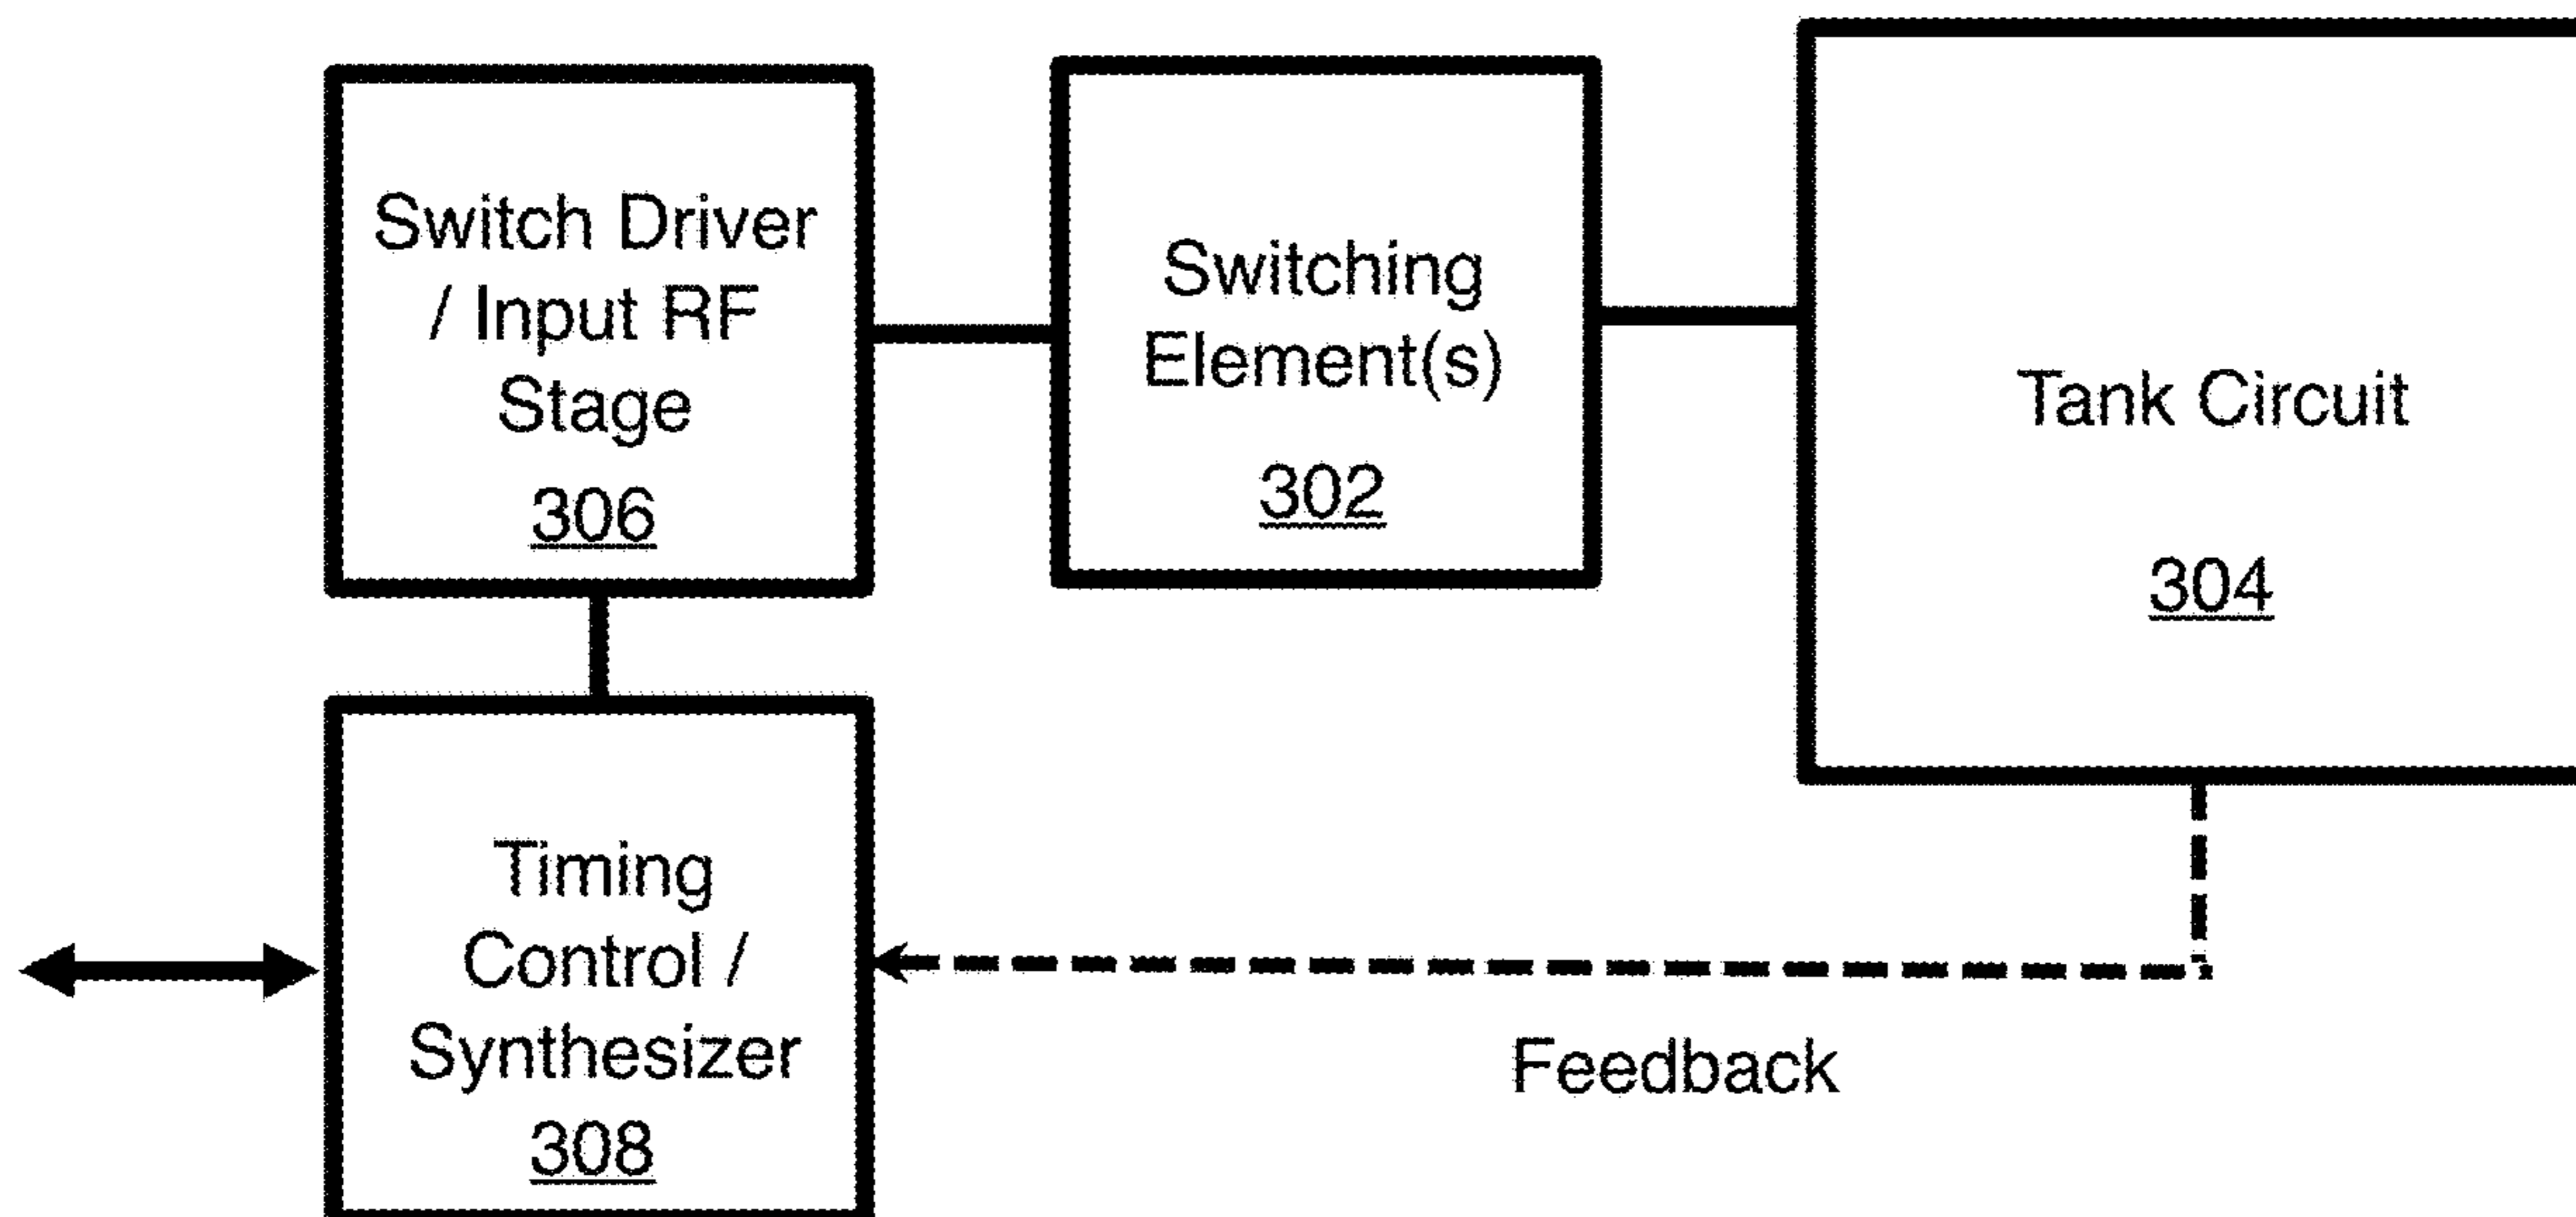 Switch Driver
/ Input RF
Stage
306
Switching
Element(s)
302
Tank Circuit
304
Timing
Control /
Synthesizer
308
Feedback